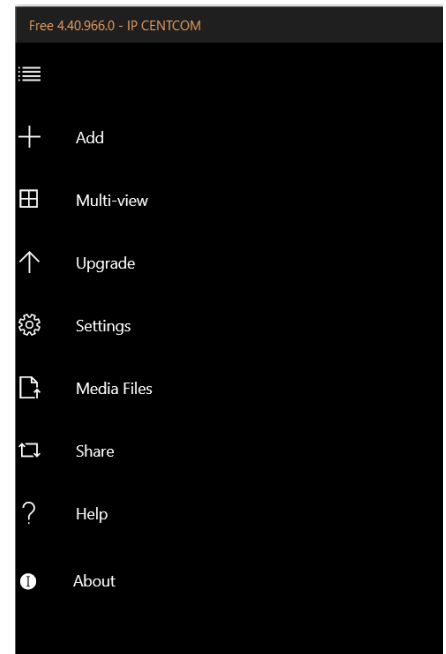 Free 4.40.966.0 - IP CENTCOM
Add
Multi-view
Upgrade
Settings
Media Files
Share
Help
About